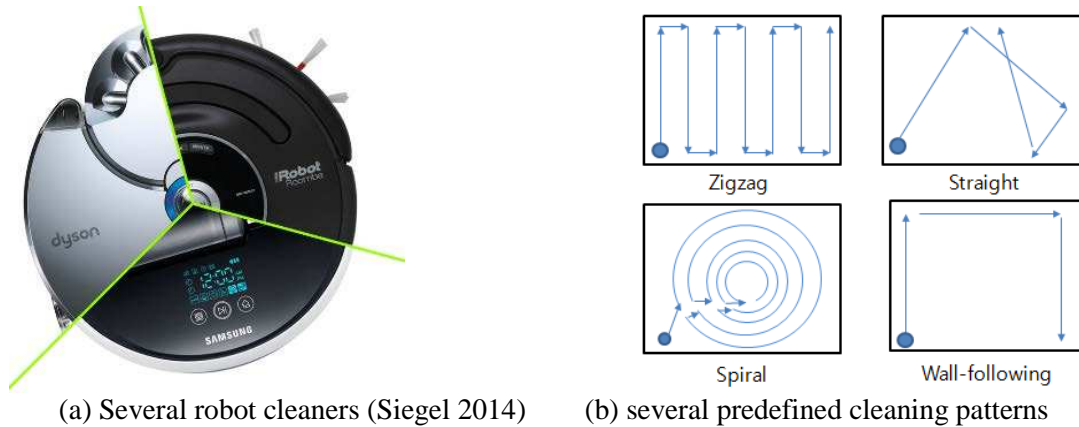 dyson
iRobot
Roomba
12:00
SAMSUNG
Zigzag
Straight
Spiral
Wall-following
(a) Several robot cleaners (Siegel 2014)
(b) several predefined cleaning patterns